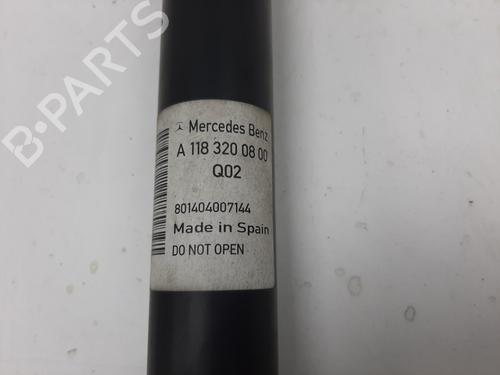 B-PARTS
Mercedes Benz
A 118 320 08 00
Q02
801404007144
Made in Spain
DO NOT OPEN